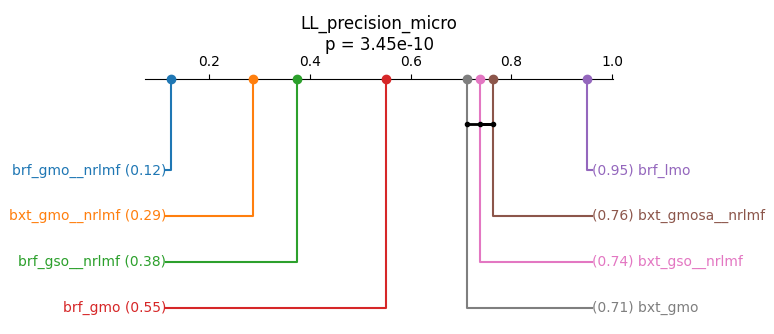 LL_precision_micro
p = 3.45e-10
0.2 0.4 0.6 0.8 1.0
brf_gmo__nrlmf (0.12) (0.95) brf_lmo
bxt_gmo__nrlmf (0.29) (0.76) bxt_gmosa__nrlmf
brf_gso__nrlmf (0.38) (0.74) bxt_gso__nrlmf
brf_gmo (0.55) (0.71) bxt_gmo